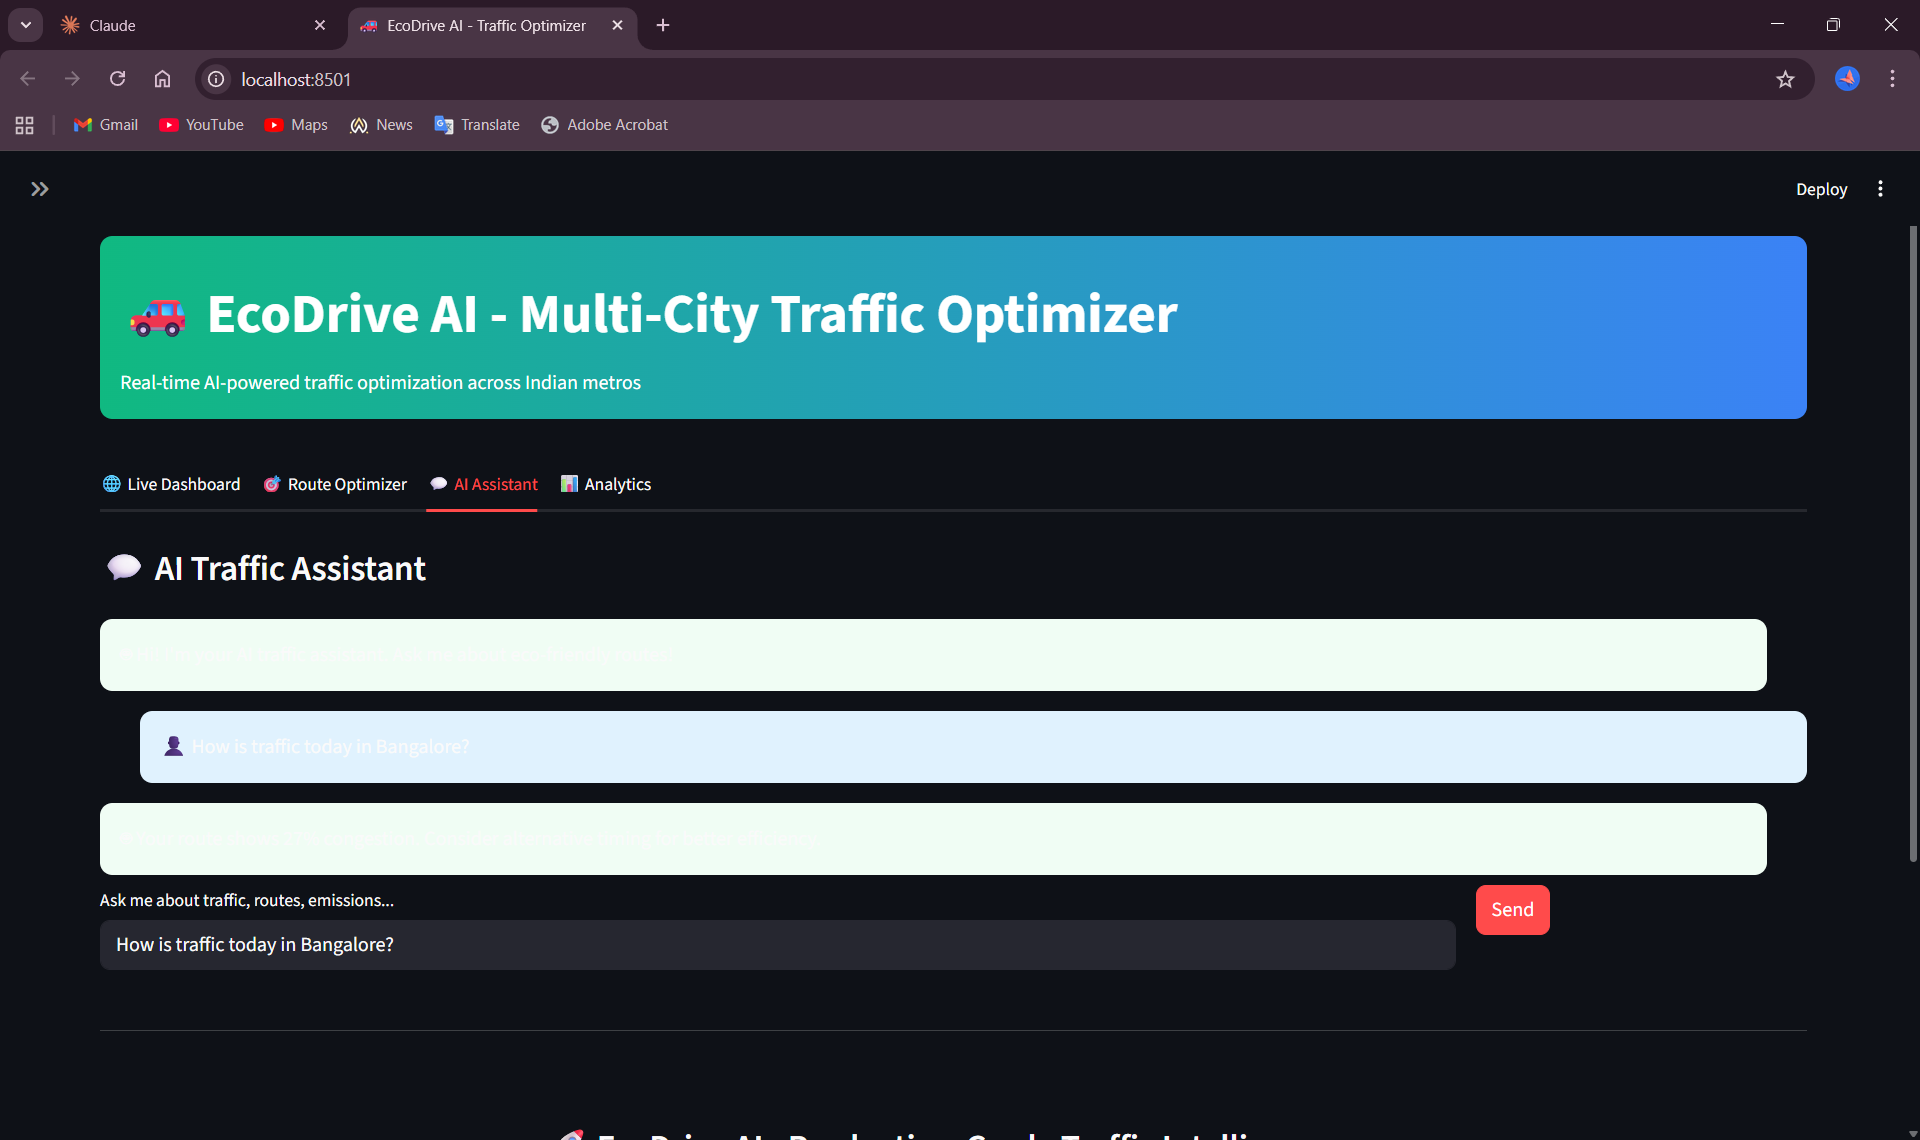 Claude
EcoDrive AI - Traffic Optimizer
localhost:8501
Gmail
YouTube
Maps
News
Translate
Adobe Acrobat
Deploy
EcoDrive AI - Multi-City Traffic Optimizer
Real-time AI-powered traffic optimization across Indian metros
Live Dashboard
Route Optimizer
AI Assistant
Analytics
AI Traffic Assistant
How is traffic today in Bangalore?
Ask me about traffic, routes, emissions...
How is traffic today in Bangalore?
Send